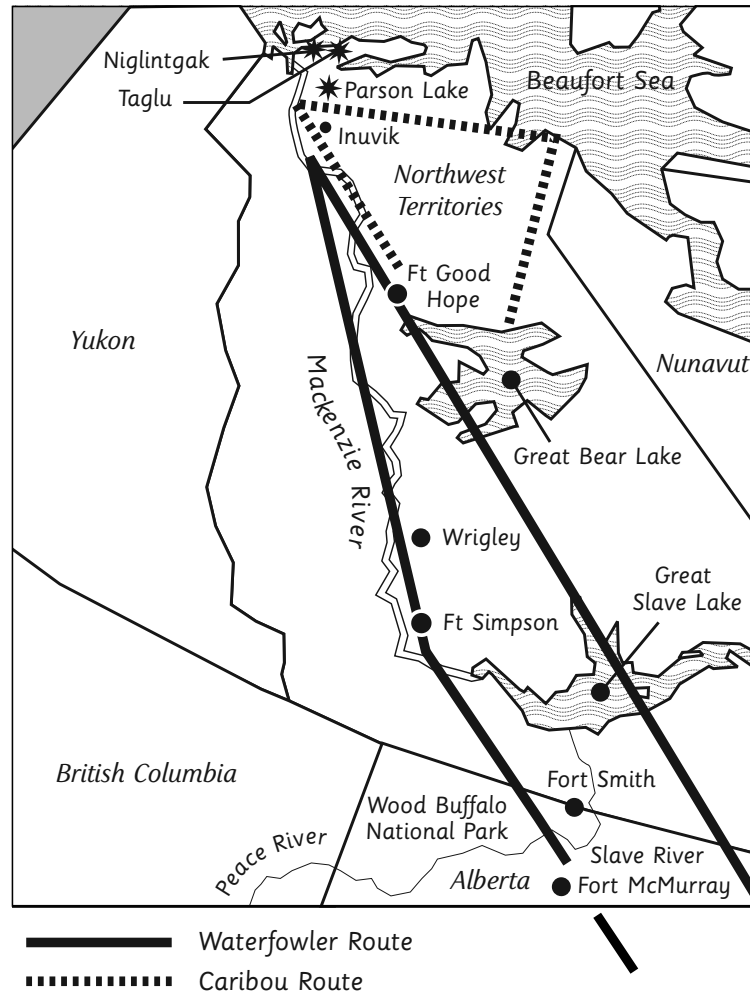 Niglintgak
Taglu
Parson Lake
Beaufort Sea
Inuvik
Northwest
Territories
Ft Good
Hope
Yukon
Nunavut
Mackenzie River
Great Bear Lake
Wrigley
Great
Slave Lake
Ft Simpson
British Columbia
Fort Smith
Wood Buffalo
National Park
Peace River
Slave River
Alberta
Fort McMurray
Waterfowler Route
Caribou Route